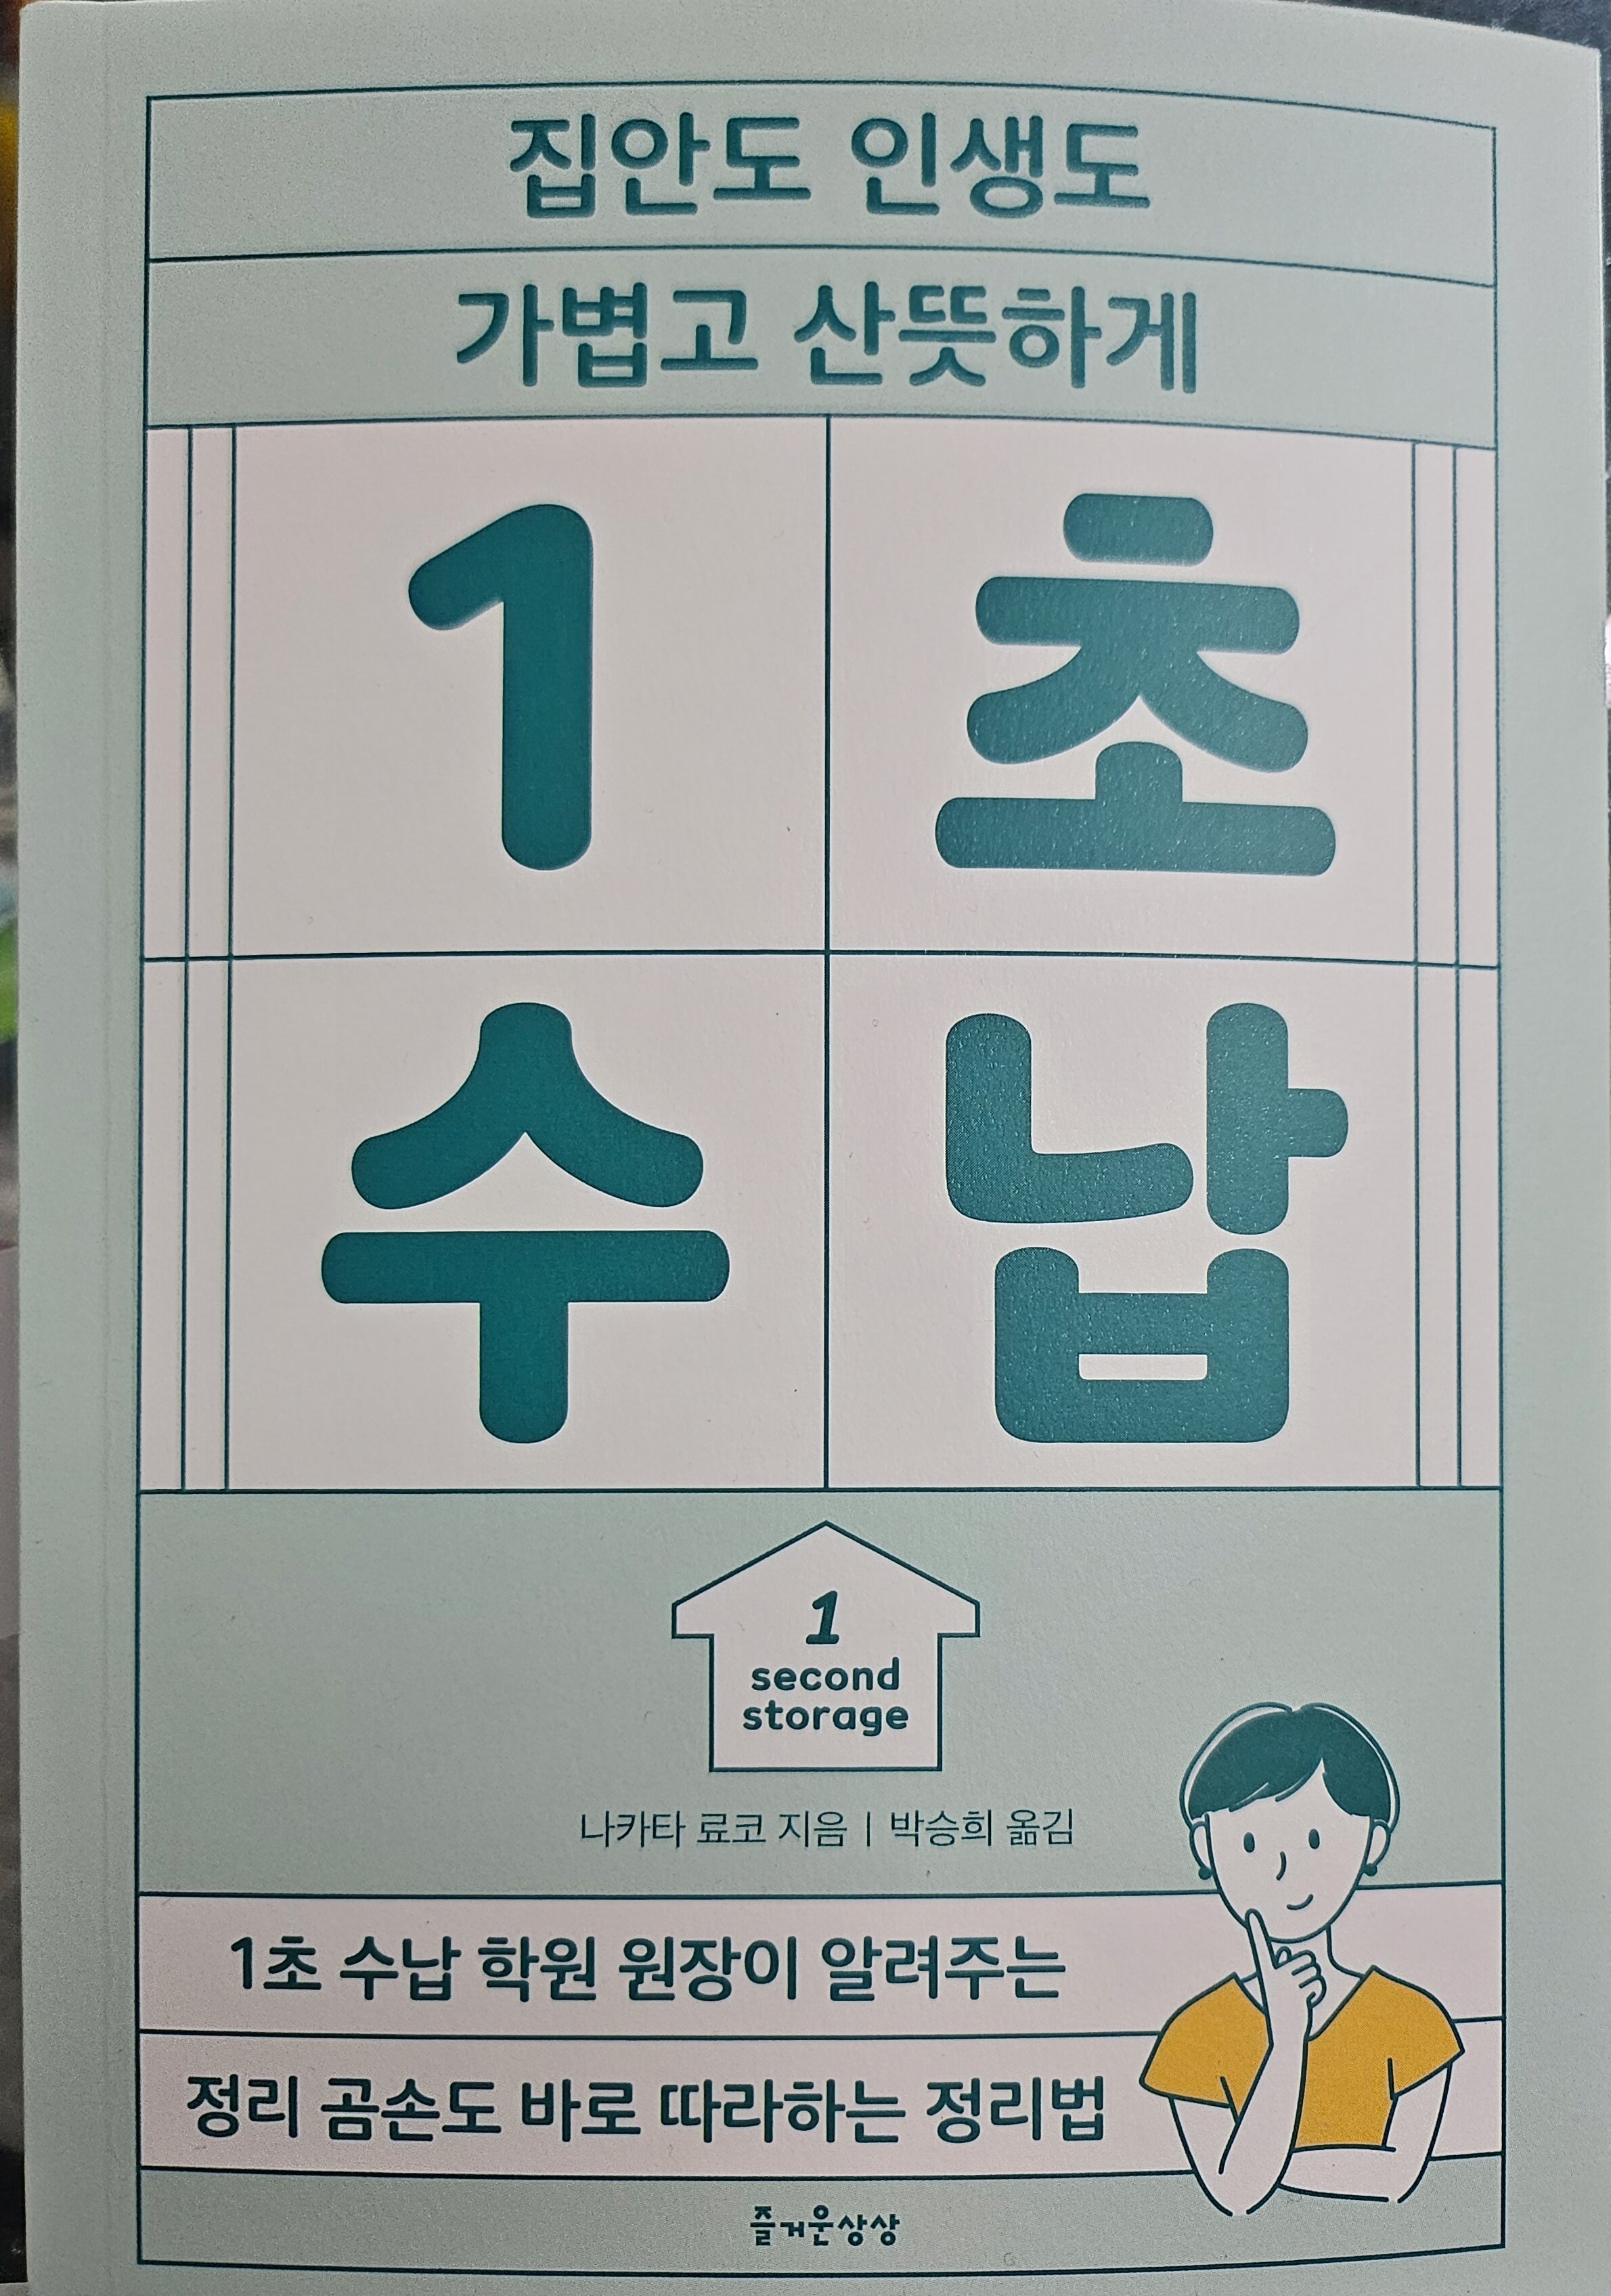 집안도 인생도
가볍고 산뜻하게
1초
수납
1
second
storage
나카타 료코 지음 | 박승희 옮김
1초 수납 학원 원장이 알려주는
정리 곰손도 바로 따라하는 정리법
즐거운상상